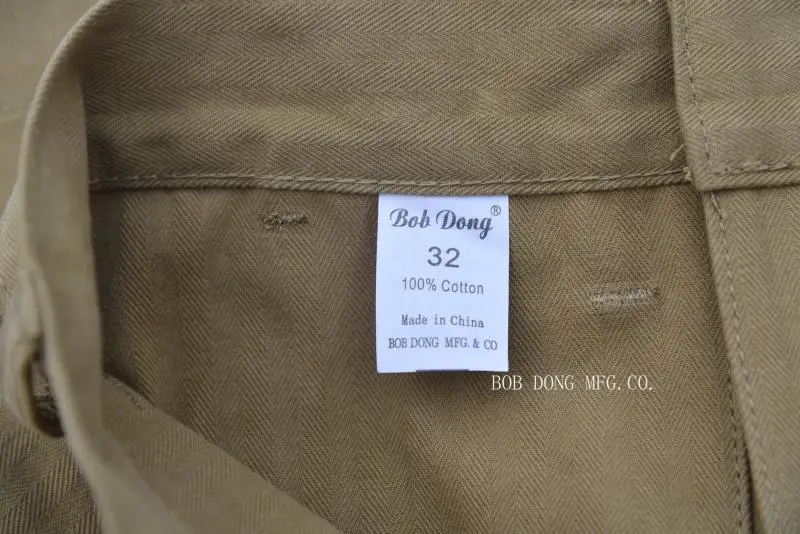 Bob Dong®
32
100% Cotton
Made in China
BOB DONG MFG. & CO
BOB DONG MFG.CO.